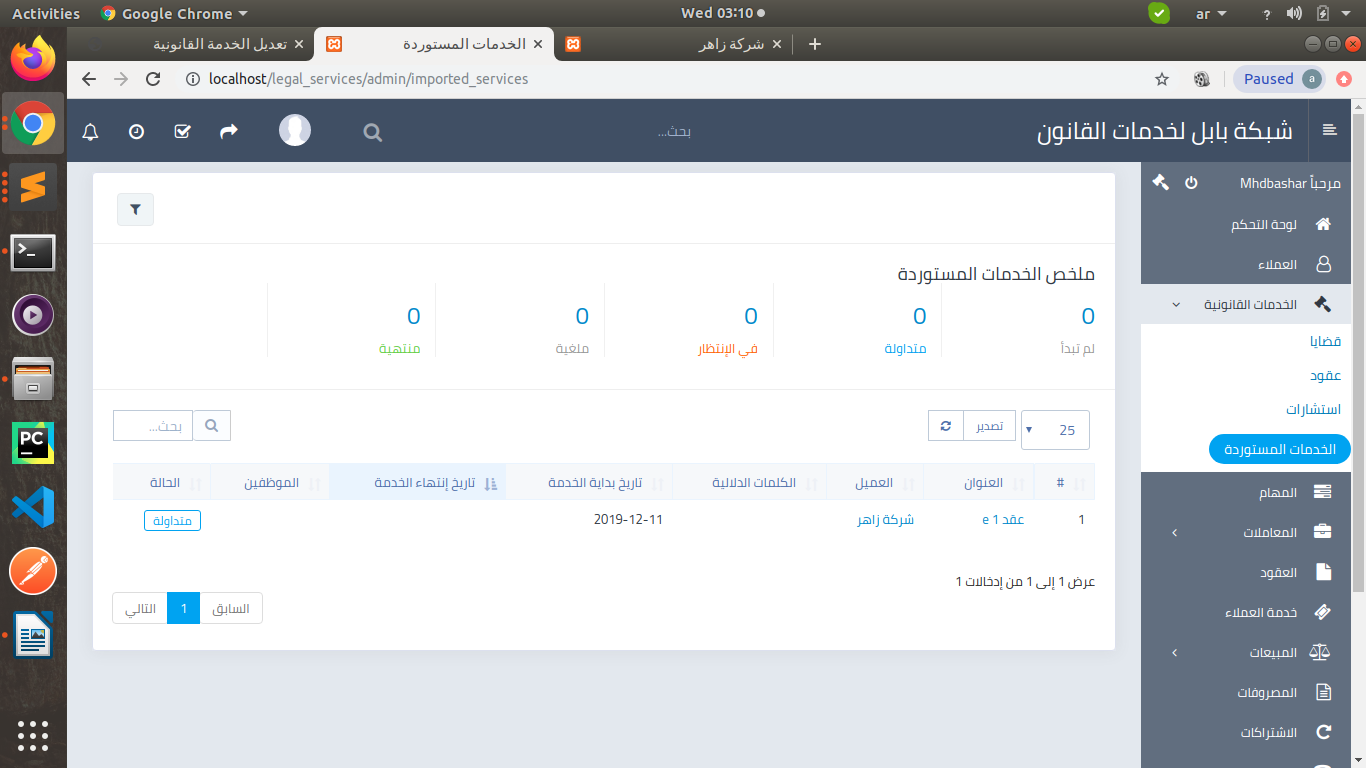 Activities Google Chrome Wed 03:10 ar ?
تعديل الخدمة القانونية الخدمات المستوردة شركة زاهر
localhost/legal_services/admin/imported_services Paused a
شبكة بابل لخدمات القانون بحث...
مرحباً Mhdbashar
لوحة التحكم
العملاء
الخدمات القانونية
قضايا
عقود
استشارات
الخدمات المستوردة
المهام
المعاملات
العقود
خدمة العملاء
المبيعات
المصروفات
الاشتراكات
ملخص الخدمات المستوردة
0 0 0 0 0
لم تبدأ متداولة في الإنتظار ملغية منتهية
25 تصدير بحث...
# العنوان العميل الكلمات الدلالية تاريخ بداية الخدمة تاريخ إنتهاء الخدمة الموظفين الحالة
1 عقد 1 e شركة زاهر 2019-12-11 متداولة
عرض 1 إلى 1 من إدخالات 1
السابق 1 التالي
>_
PC